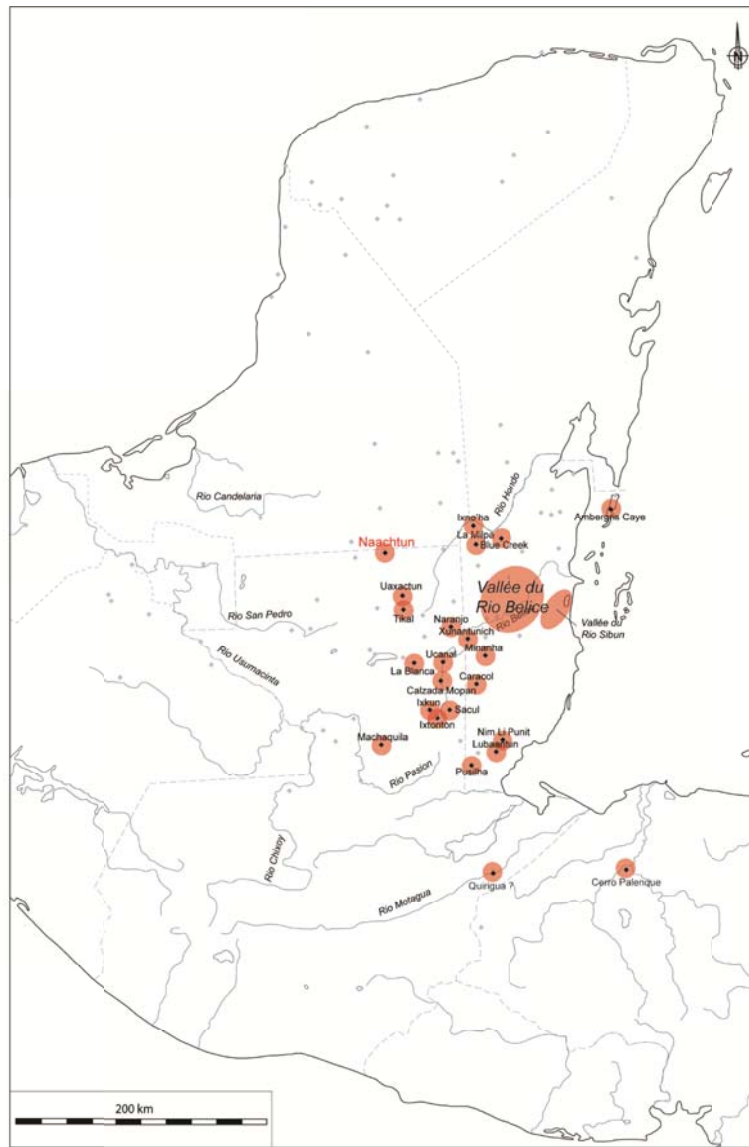 N
Rio Candelaria
Rio Hondo
Ixno'ha
La Milpa
Blue Creek
Ambergris Caye
Naachtun
Uaxactun
Tikal
Vallée du
Rio Belice
Rio San Pedro
Naranjo
Xunantunich
Vallée du
Rio Sibun
Rio Usumacinta
Ucanal
Minanha
La Blanca
Caracol
Calzada Mopan
Ixkun
Sacul
Ixtonton
Machaquila
Nim Li Punit
Lubaantun
Pusilha
Rio Pasion
Rio Chixoy
Quirigua ?
Cerro Palenque
Rio Motagua
200 km